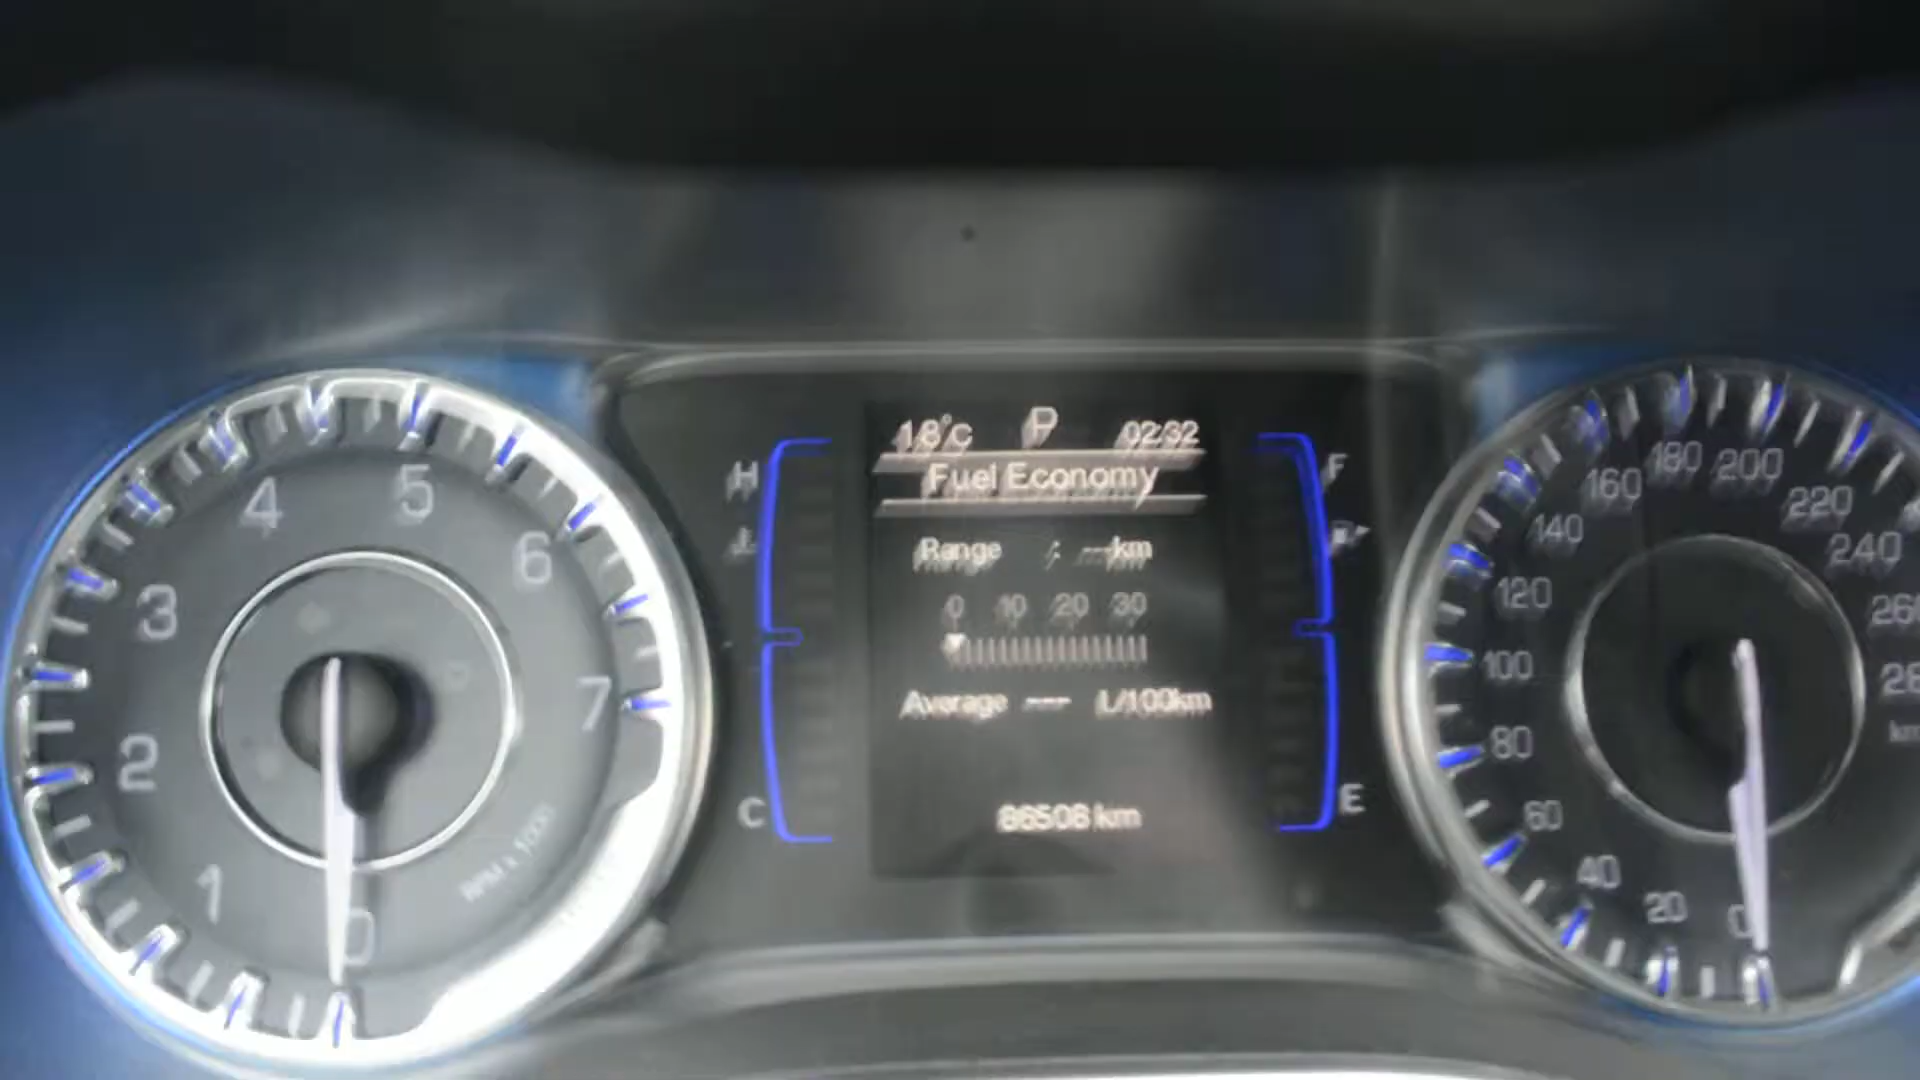 18°C P 02:32
Fuel Economy
Range : ---km
0 10 20 30
Average --- L/100km
86508 km
H
C
F
E
0
1
2
3
4
5
6
7
RPM x 1000
0
20
40
60
80
100
120
140
160
180
200
220
240